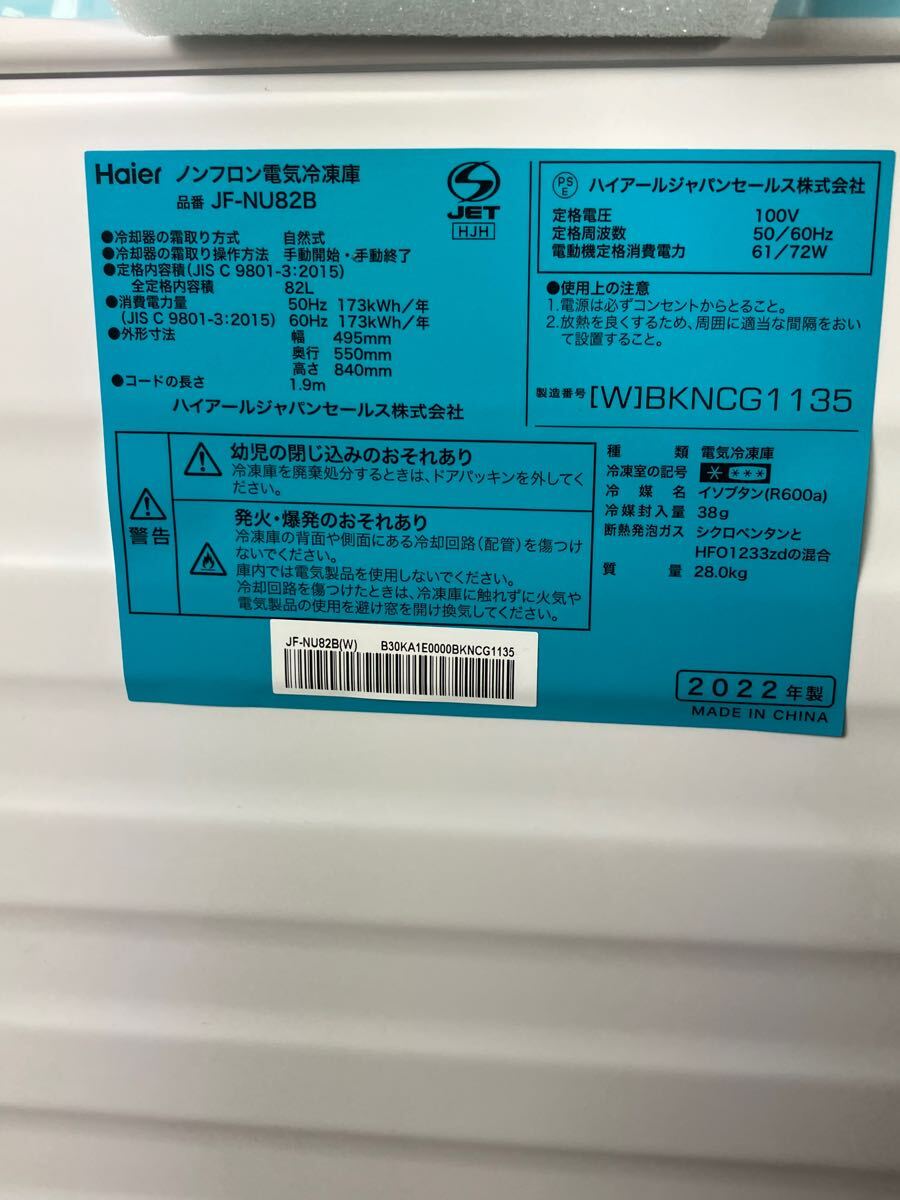 Haier ノンフロン電気冷凍庫
品番 JF-NU82B
JET
HJH
●冷却器の霜取り方式 自然式
●冷却器の霜取り操作方法 手動開始・手動終了
●定格内容積(JIS C 9801-3:2015)
全定格内容積 82L
●消費電力量 50Hz 173kWh/年
(JIS C 9801-3:2015) 60Hz 173kWh/年
●外形寸法 幅 495mm
奥行 550mm
高さ 840mm
●コードの長さ 1.9m
ハイアールジャパンセールス株式会社
PS
E
ハイアールジャパンセールス株式会社
定格電圧 100V
定格周波数 50/60Hz
電動機定格消費電力 61/72W
●使用上の注意
1.電源は必ずコンセントからとること。
2.放熱を良くするため、周囲に適当な間隔をおい
て設置すること。
製造番号 [W]BKNCG1135
警告
幼児の閉じ込みのおそれあり
冷凍庫を廃棄処分するときは、ドアパッキンを外してく
ださい。
発火・爆発のおそれあり
冷凍庫の背面や側面にある冷却回路(配管)を傷つけ
ないでください。
庫内では電気製品を使用しないでください。
冷却回路を傷つけたときは、冷凍庫に触れずに火気や
電気製品の使用を避け窓を開け換気してください。
種類 電気冷凍庫
冷凍室の記号 * ***
冷媒名 イソブタン(R600a)
冷媒封入量 38g
断熱発泡ガス シクロペンタンと
HFO1233zdの混合
質量 28.0kg
JF-NU82B(W) B30KA1E0000BKNCG1135
2022年製
MADE IN CHINA